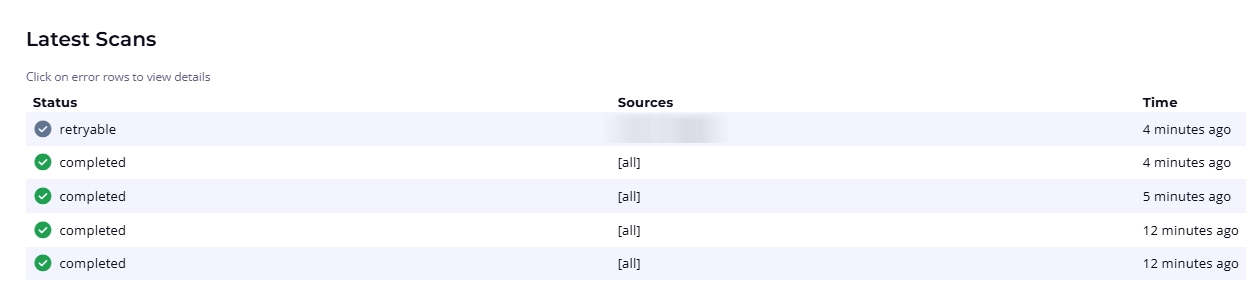 Latest Scans
Click on error rows to view details
Status Sources Time
retryable 4 minutes ago
completed [all] 4 minutes ago
completed [all] 5 minutes ago
completed [all] 12 minutes ago
completed [all] 12 minutes ago